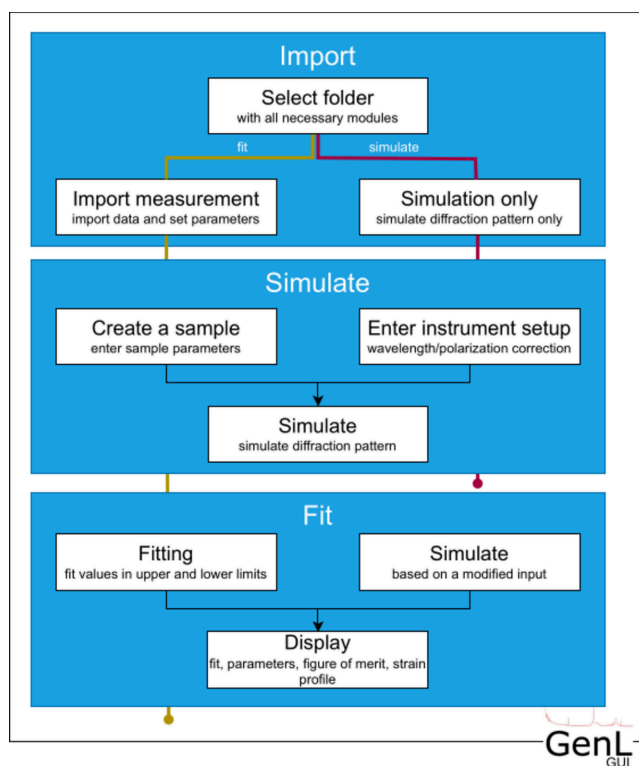 Import
Select folder
with all necessary modules
fit
simulate
Import measurement
import data and set parameters
Simulation only
simulate diffraction pattern only
Simulate
Create a sample
enter sample parameters
Enter instrument setup
wavelength/polarization correction
Simulate
simulate diffraction pattern
Fit
Fitting
fit values in upper and lower limits
Simulate
based on a modified input
Display
fit, parameters, figure of merit, strain
profile
GenL
GUI